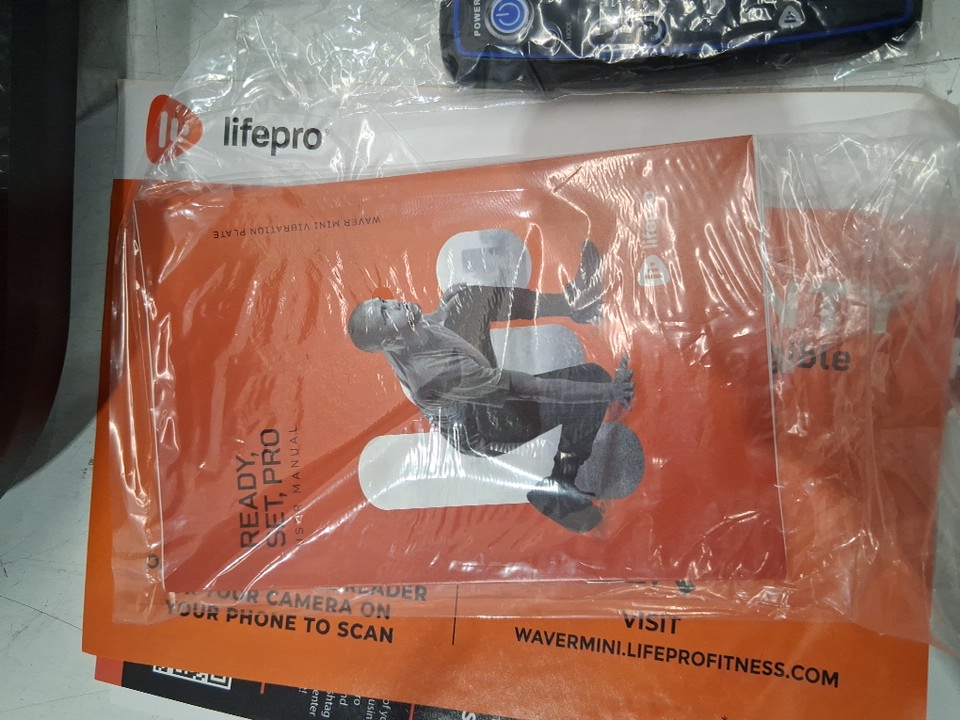 POWER
lifepro
WAVER MINI VIBRATION PLATE
lifepro
READY,
SET, PRO
USER MANUAL
READER
YOUR CAMERA ON
YOUR PHONE TO SCAN
VISIT
WAVERMINI.LIFEPROFITNESS.COM